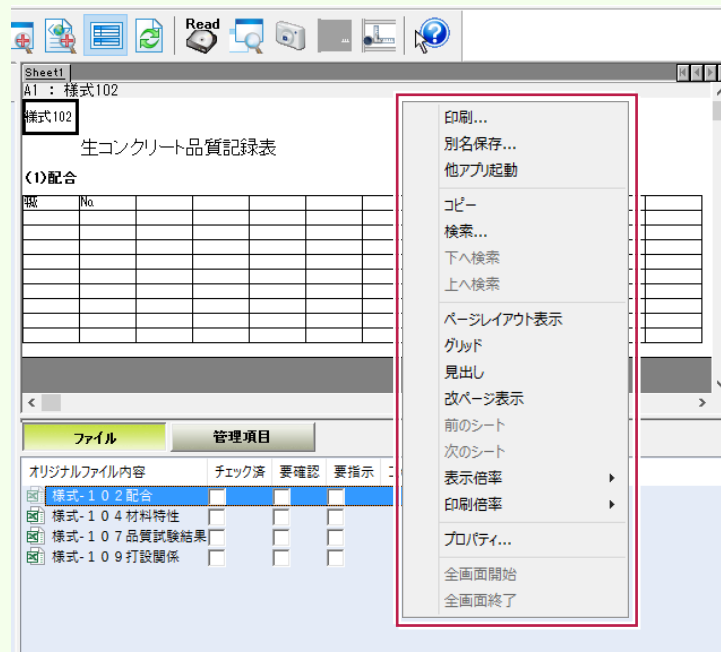 Read
Sheet1
A1 : 様式102
様式102
生コンクリート品質記録表
(1)配合
No.
印刷...
別名保存...
他アプリ起動
コピー
検索...
下へ検索
上へ検索
ページレイアウト表示
グリッド
見出し
改ページ表示
前のシート
次のシート
表示倍率
印刷倍率
プロパティ...
全画面開始
全画面終了
ファイル
管理項目
オリジナルファイル内容 チェック済 要確認 要指示
様式-102配合
様式-104材料特性
様式-107品質試験結果
様式-109打設関係